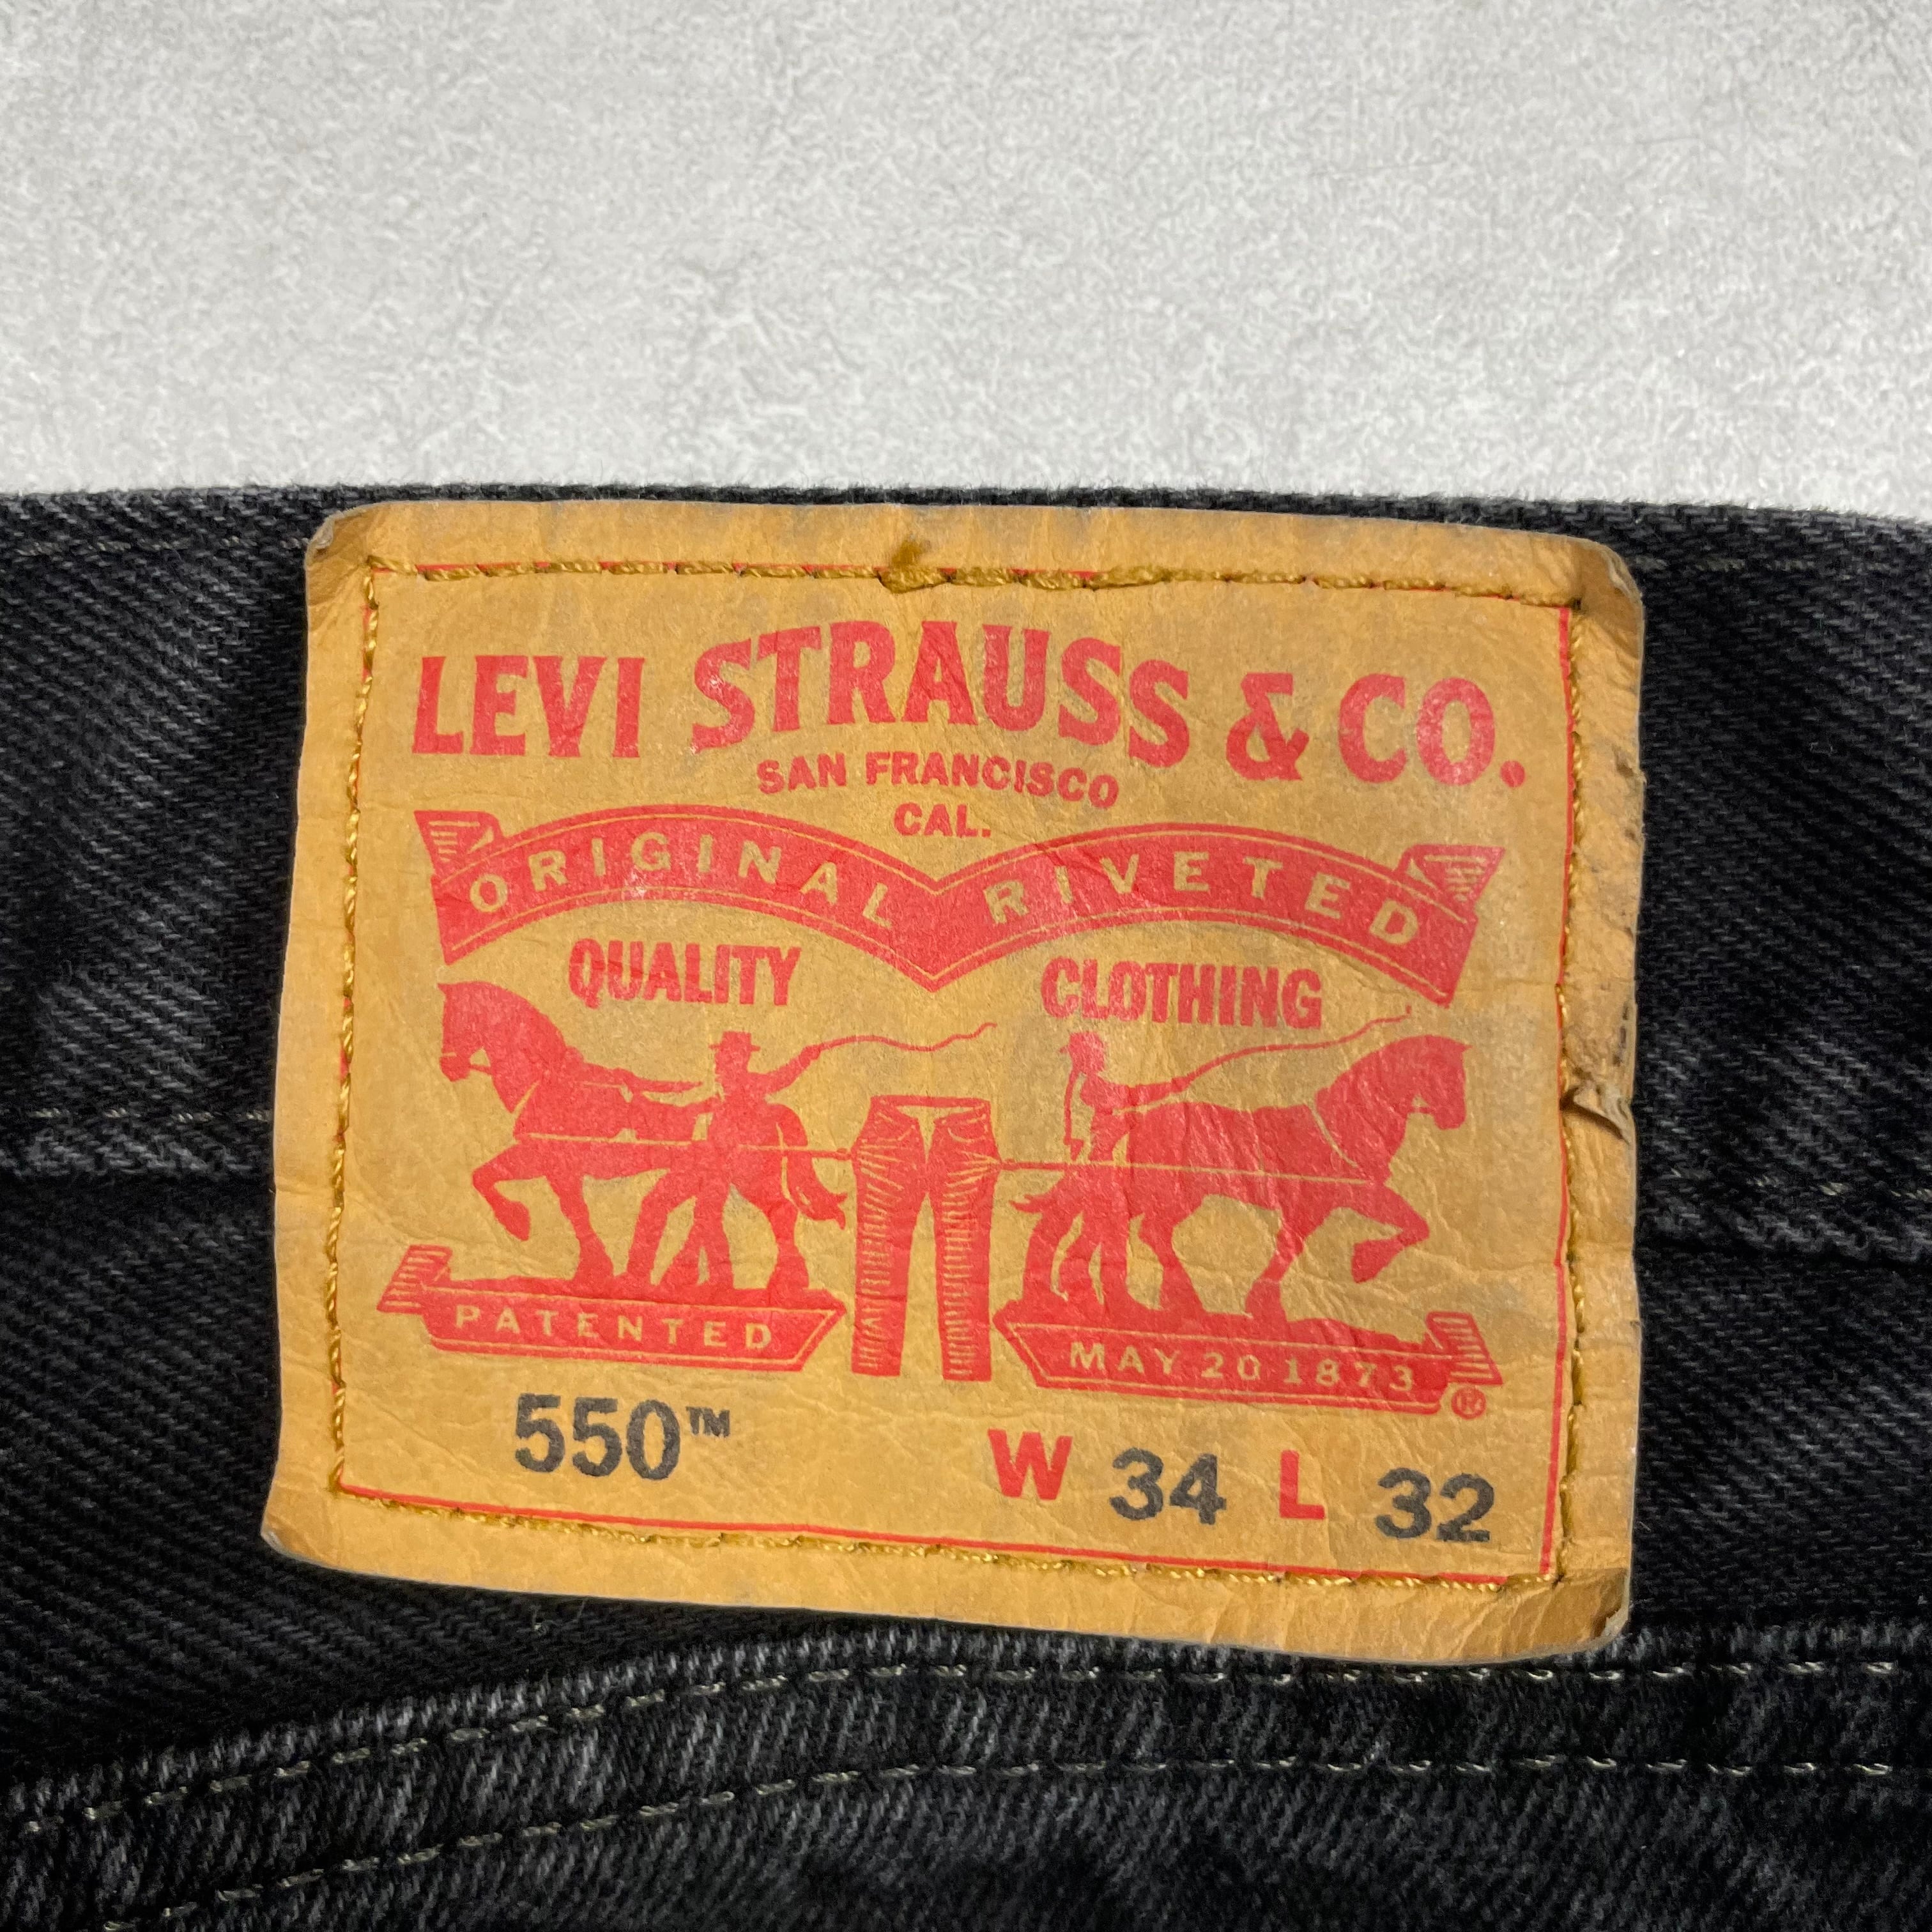 LEVI STRAUSS & CO.
SAN FRANCISCO
CAL.
ORIGINAL RIVETED
QUALITY CLOTHING
PATENTED MAY 20 1873 ®
550™ W 34 L 32